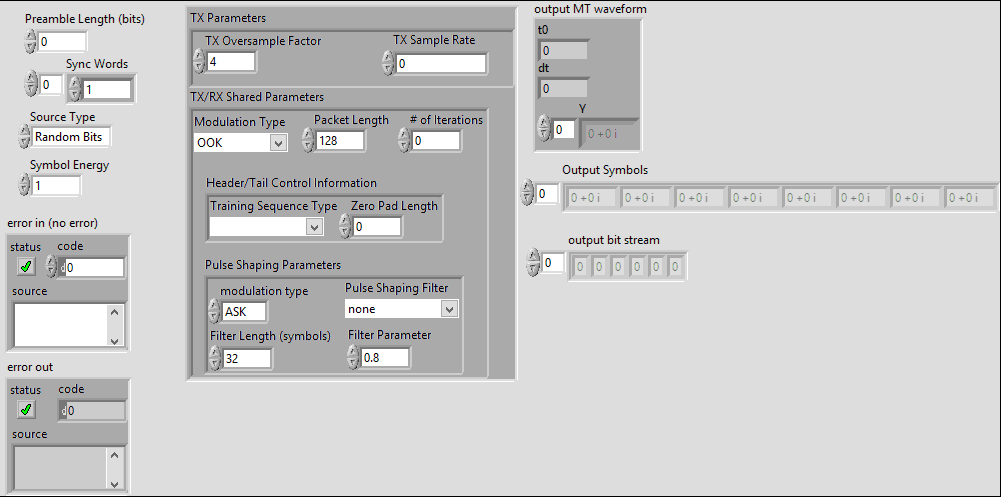 Preamble Length (bits)
0
Sync Words
0
1
Source Type
Random Bits
Symbol Energy
1
error in (no error)
status
code
d0
source
error out
status
code
d0
source
TX Parameters
TX Oversample Factor
TX Sample Rate
4
0
TX/RX Shared Parameters
Modulation Type
Packet Length
# of Iterations
OOK
128
0
Header/Tail Control Information
Training Sequence Type
Zero Pad Length
0
Pulse Shaping Parameters
modulation type
Pulse Shaping Filter
ASK
none
Filter Length (symbols)
Filter Parameter
32
0.8
output MT waveform
t0
0
dt
0
Y
0
0 +0 i
Output Symbols
0
0 +0 i
0 +0 i
0 +0 i
0 +0 i
0 +0 i
0 +0 i
0 +0 i
0 +0 i
output bit stream
0
0
0
0
0
0
0